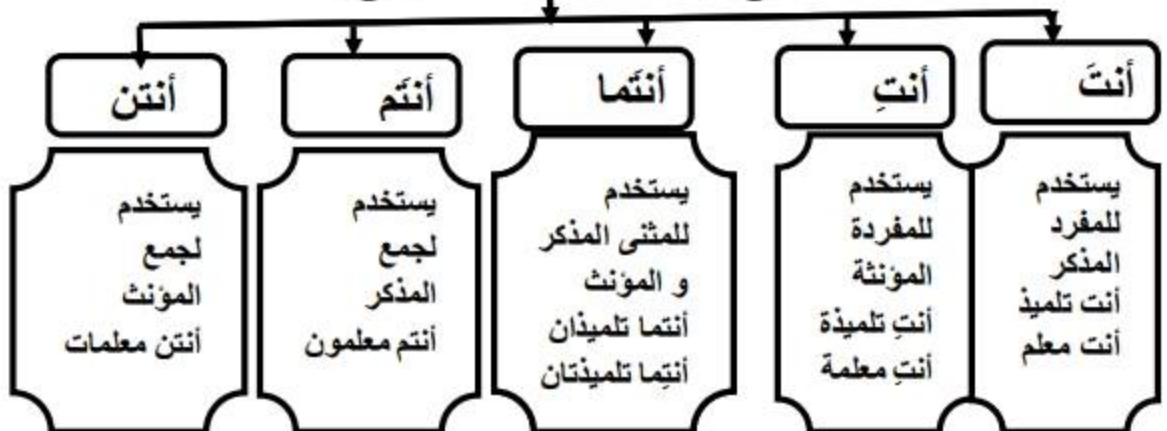 أنتَ
يستخدم
للمفرد
المذكر
أنت تلميذ
أنت معلم
أنتِ
يستخدم
للمفردة
المؤنثة
أنتِ تلميذة
أنتِ معلمة
أنتَما
يستخدم
للمثنى المذكر
و المؤنث
أنتما تلميذان
أنتِما تلميذتان
أنتَم
يستخدم
لجمع
المذكر
أنتم معلمون
أنتن
يستخدم
لجمع
المؤنث
أنتن معلمات